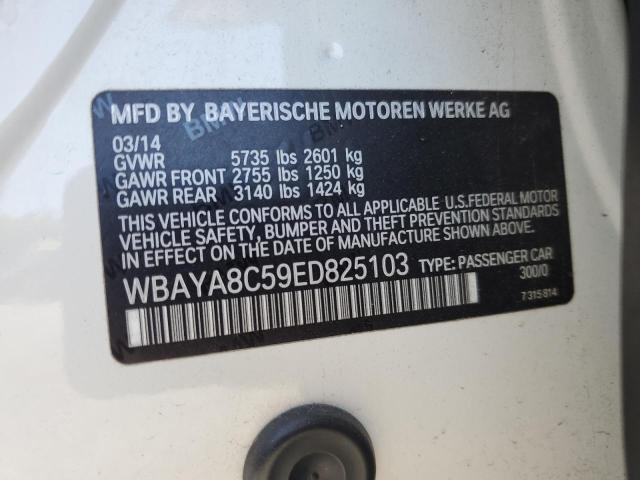 MFD BY BAYERISCHE MOTOREN WERKE AG
03/14
GVWR 5735 lbs 2601 kg
GAWR FRONT 2755 lbs 1250 kg
GAWR REAR 3140 lbs 1424 kg
THIS VEHICLE CONFORMS TO ALL APPLICABLE U.S.FEDERAL MOTOR
VEHICLE SAFETY, BUMPER, AND THEFT PREVENTION STANDARDS
IN EFFECT ON THE DATE OF MANUFACTURE SHOWN ABOVE.
WBAYA8C59ED825103 TYPE: PASSENGER CAR
300/0
7315814